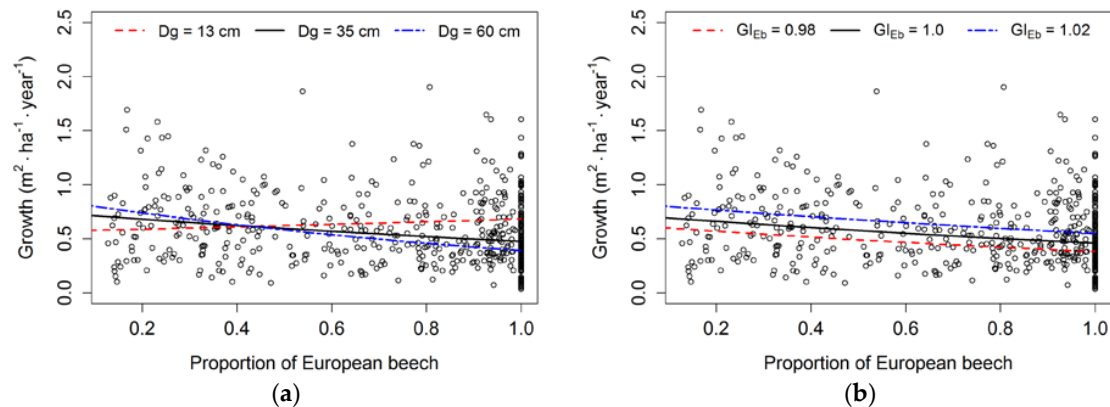 Dg = 13 cm Dg = 35 cm Dg = 60 cm
Growth (m² · ha⁻¹ · year⁻¹)
2.5
2.0
1.5
1.0
0.5
0.0
0.2 0.4 0.6 0.8 1.0
Proportion of European beech
(a)
GI_Eb = 0.98 GI_Eb = 1.0 GI_Eb = 1.02
Growth (m² · ha⁻¹ · year⁻¹)
2.5
2.0
1.5
1.0
0.5
0.0
0.2 0.4 0.6 0.8 1.0
Proportion of European beech
(b)